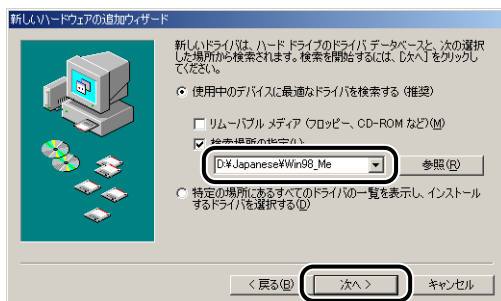 新しいハードウェアの追加ウィザード
新しいドライバは、ハード ドライブのドライバ データベースと、次の選択
した場所から検索されます。検索を開始するには、[次へ] をクリックし
てください。
使用中のデバイスに最適なドライバを検索する (推奨)
リムーバブル メディア (フロッピー、CD-ROM など)(M)
検索場所の指定(L)
D:¥Japanese¥Win98_Me
参照(R)
特定の場所にあるすべてのドライバの一覧を表示し、インストール
するドライバを選択する(D)
< 戻る(B)
次へ >
キャンセル